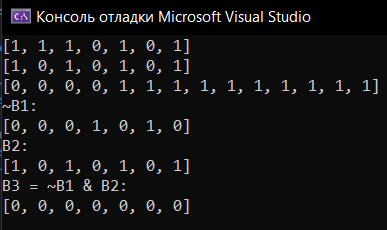 Консоль отладки Microsoft Visual Studio
[1, 1, 1, 0, 1, 0, 1]
[1, 0, 1, 0, 1, 0, 1]
[0, 0, 0, 0, 1, 1, 1, 1, 1, 1, 1, 1, 1]
~B1:
[0, 0, 0, 1, 0, 1, 0]
B2:
[1, 0, 1, 0, 1, 0, 1]
B3 = ~B1 & B2:
[0, 0, 0, 0, 0, 0, 0]